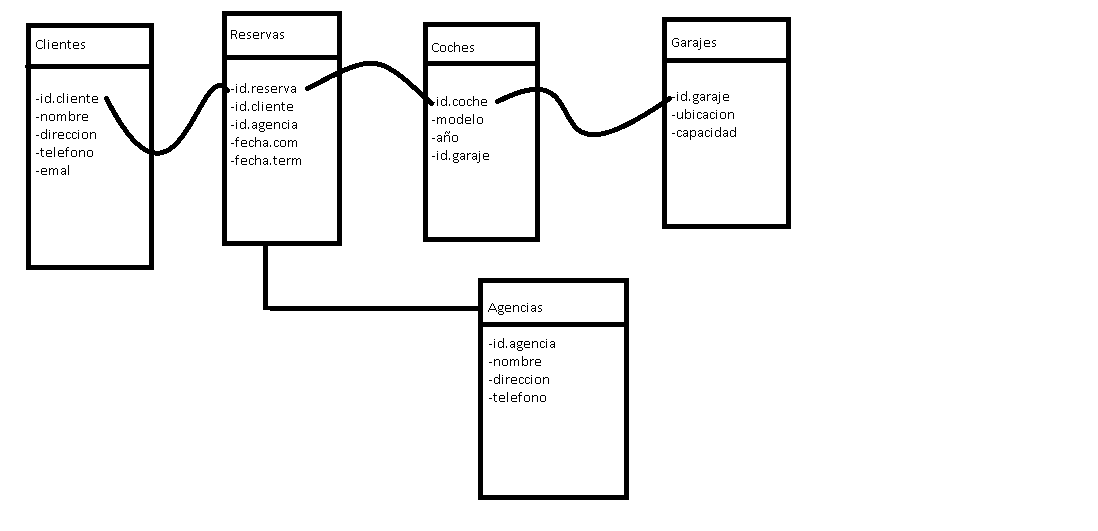 Clientes
-id.cliente
-nombre
-direccion
-telefono
-emal
Reservas
-id.reserva
-id.cliente
-id.agencia
-fecha.com
-fecha.term
Coches
-id.coche
-modelo
-año
-id.garaje
Garajes
-id.garaje
-ubicacion
-capacidad
Agencias
-id.agencia
-nombre
-direccion
-telefono